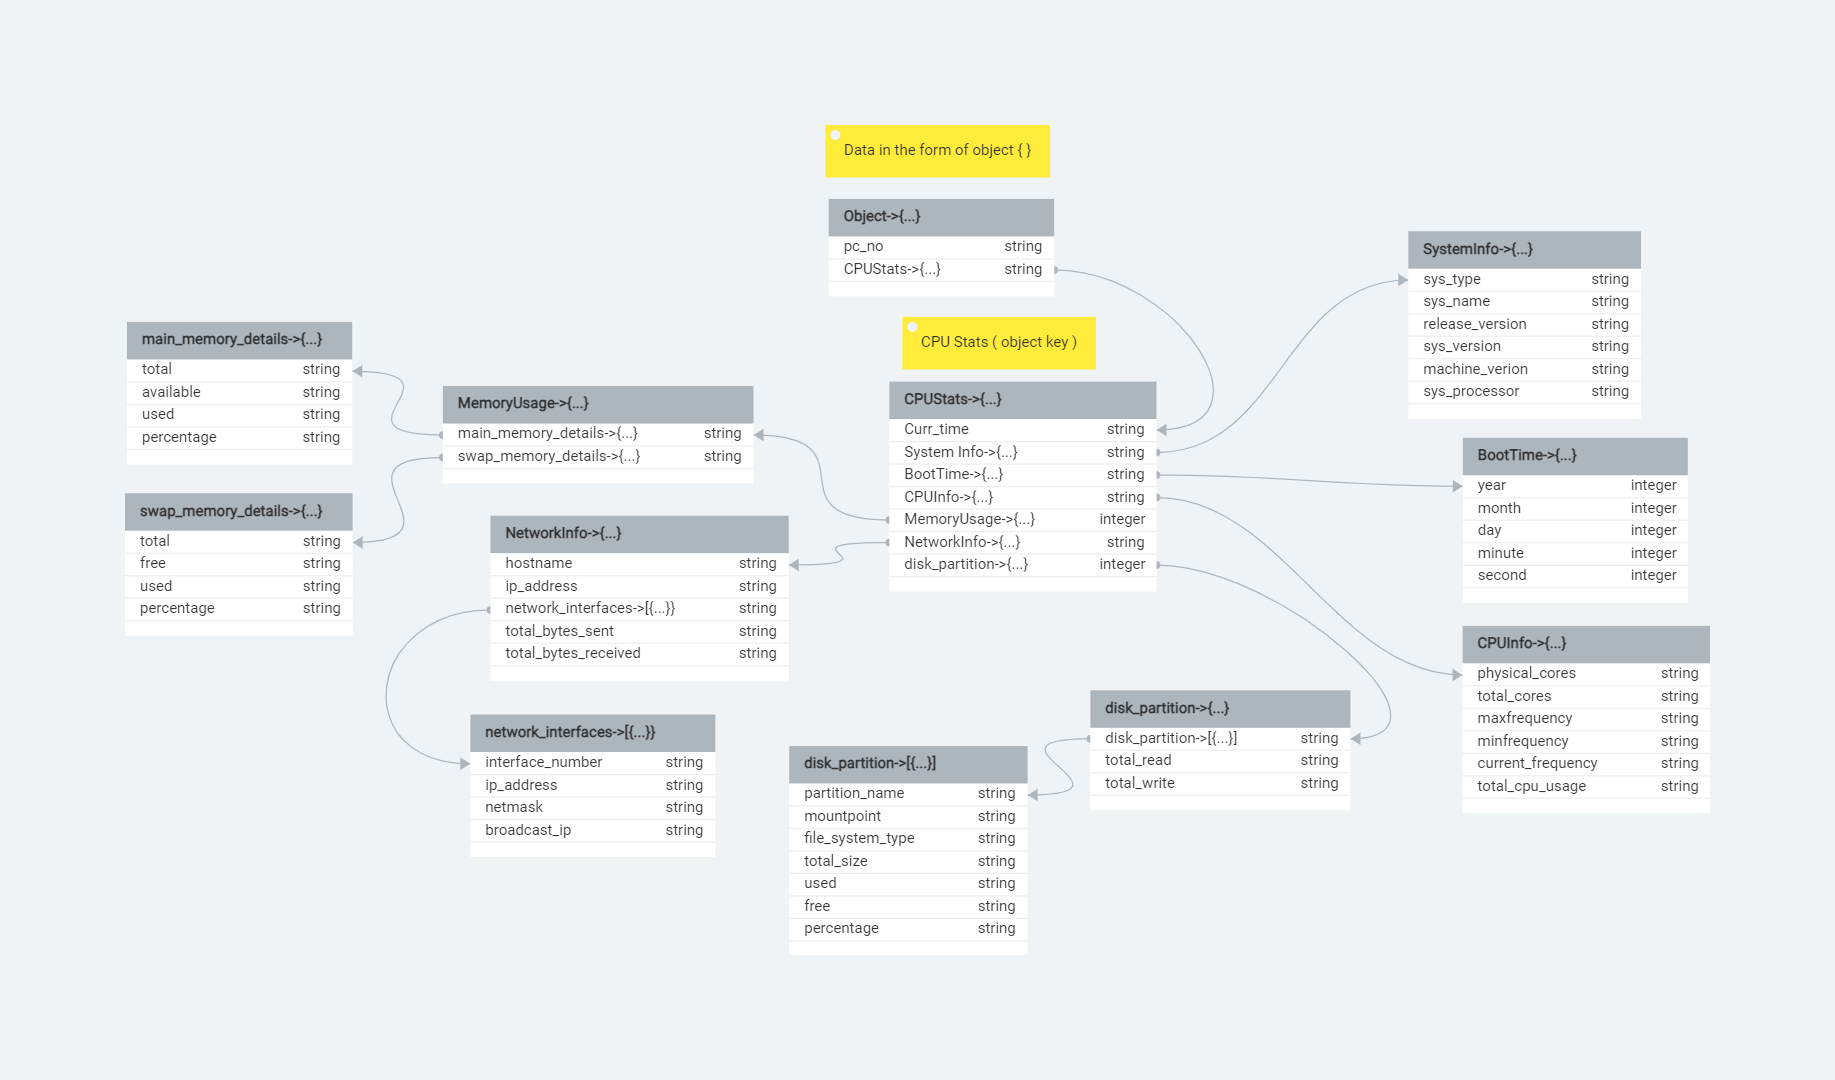 Data in the form of object { }
Object->{...}
pc_no string
CPUStats->{...} string
CPU Stats ( object key )
CPUStats->{...}
Curr_time string
System Info->{...} string
BootTime->{...} string
CPUInfo->{...} string
MemoryUsage->{...} integer
NetworkInfo->{...} string
disk_partition->{...} integer
SystemInfo->{...}
sys_type string
sys_name string
release_version string
sys_version string
machine_verion string
sys_processor string
BootTime->{...}
year integer
month integer
day integer
minute integer
second integer
CPUInfo->{...}
physical_cores string
total_cores string
maxfrequency string
minfrequency string
current_frequency string
total_cpu_usage string
main_memory_details->{...}
total string
available string
used string
percentage string
MemoryUsage->{...}
main_memory_details->{...} string
swap_memory_details->{...} string
swap_memory_details->{...}
total string
free string
used string
percentage string
NetworkInfo->{...}
hostname string
ip_address string
network_interfaces->[{...}} string
total_bytes_sent string
total_bytes_received string
network_interfaces->[{...}}
interface_number string
ip_address string
netmask string
broadcast_ip string
disk_partition->{...}
disk_partition->[{...}] string
total_read string
total_write string
disk_partition->[{...}]
partition_name string
mountpoint string
file_system_type string
total_size string
used string
free string
percentage string